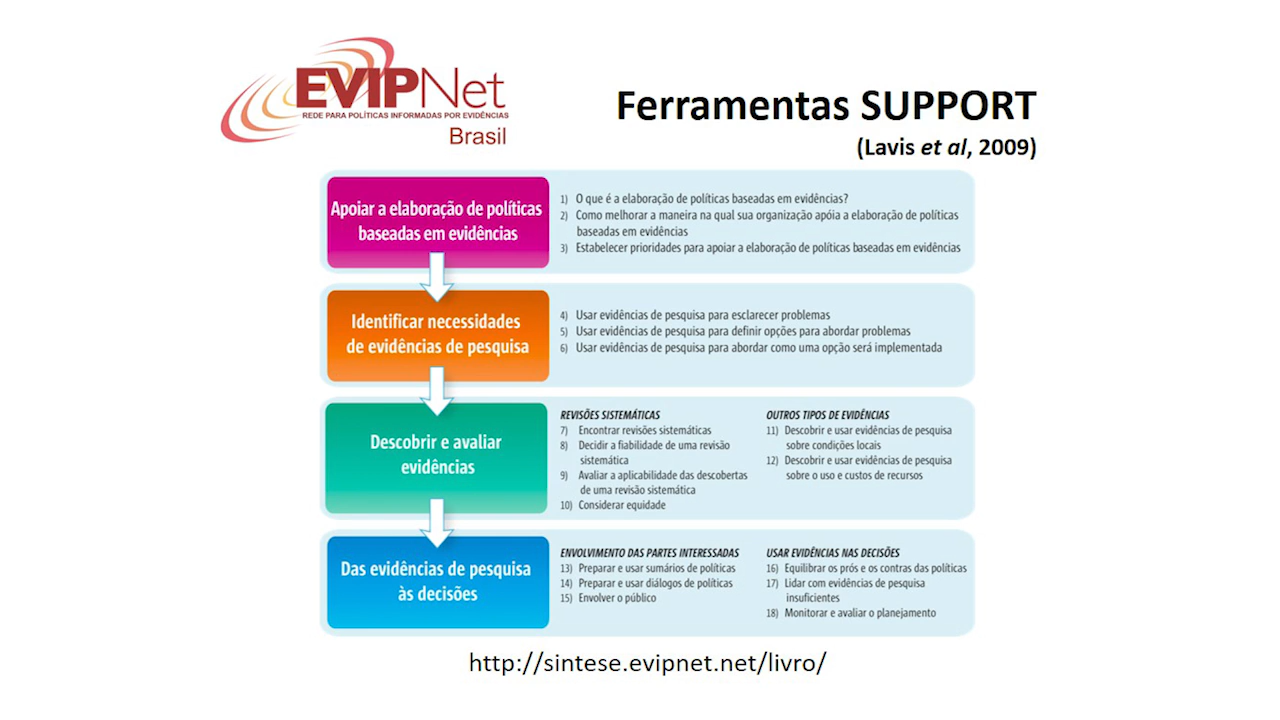 EVIPNet
REDE PARA POLÍTICAS INFORMADAS POR EVIDÊNCIAS
Brasil
Ferramentas SUPPORT
(Lavis et al, 2009)
Apoiar a elaboração de políticas
baseadas em evidências
1) O que é a elaboração de políticas baseadas em evidências?
2) Como melhorar a maneira na qual sua organização apóia a elaboração de políticas
baseadas em evidências
3) Estabelecer prioridades para apoiar a elaboração de políticas baseadas em evidências
Identificar necessidades
de evidências de pesquisa
4) Usar evidências de pesquisa para esclarecer problemas
5) Usar evidências de pesquisa para definir opções para abordar problemas
6) Usar evidências de pesquisa para abordar como uma opção será implementada
Descobrir e avaliar
evidências
REVISÕES SISTEMÁTICAS
7) Encontrar revisões sistemáticas
8) Decidir a fiabilidade de uma revisão
sistemática
9) Avaliar a aplicabilidade das descobertas
de uma revisão sistemática
10) Considerar equidade
OUTROS TIPOS DE EVIDÊNCIAS
11) Descobrir e usar evidências de pesquisa
sobre condições locais
12) Descobrir e usar evidências de pesquisa
sobre o uso e custos de recursos
Das evidências de pesquisa
às decisões
ENVOLVIMENTO DAS PARTES INTERESSADAS
13) Preparar e usar sumários de políticas
14) Preparar e usar diálogos de políticas
15) Envolver o público
USAR EVIDÊNCIAS NAS DECISÕES
16) Equilibrar os prós e os contras das políticas
17) Lidar com evidências de pesquisa
insuficientes
18) Monitorar e avaliar o planejamento
http://sintese.evipnet.net/livro/